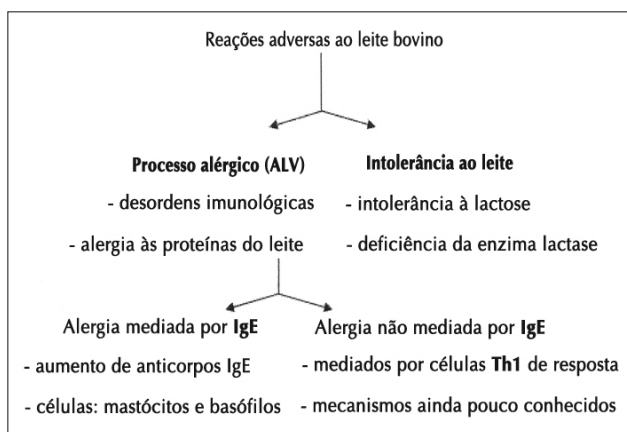 Reações adversas ao leite bovino
Processo alérgico (ALV)
- desordens imunológicas
- alergia às proteínas do leite
Intolerância ao leite
- intolerância à lactose
- deficiência da enzima lactase
Alergia mediada por IgE
- aumento de anticorpos IgE
- células: mastócitos e basófilos
Alergia não mediada por IgE
- mediados por células Th1 de resposta
- mecanismos ainda pouco conhecidos